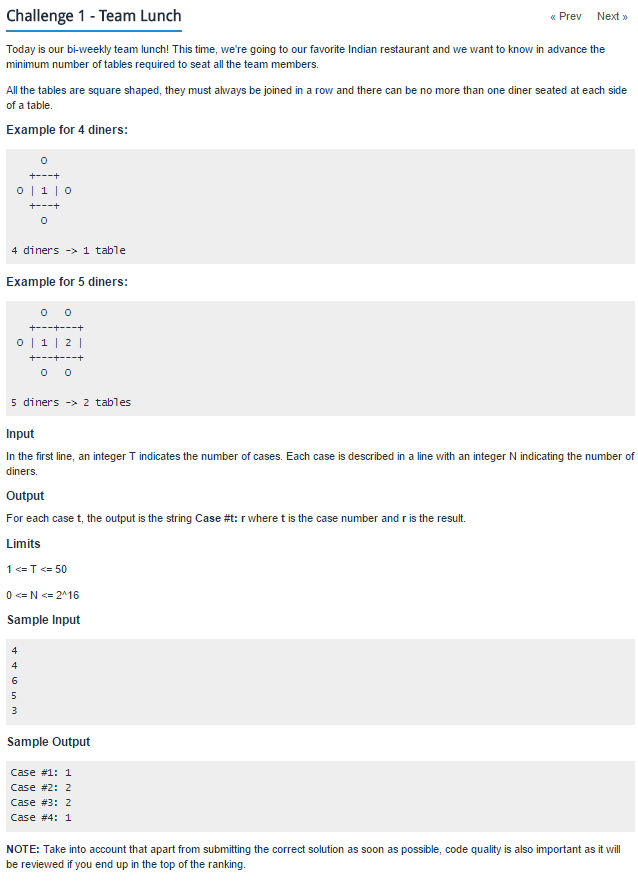 Challenge 1 - Team Lunch
« Prev Next »
Today is our bi-weekly team lunch! This time, we're going to our favorite Indian restaurant and we want to know in advance the
minimum number of tables required to seat all the team members.
All the tables are square shaped, they must always be joined in a row and there can be no more than one diner seated at each side
of a table.
Example for 4 diners:
O
+---+
O | 1 | O
+---+
O
4 diners -> 1 table
Example for 5 diners:
O O
+---+---+
O | 1 | 2 |
+---+---+
O O
5 diners -> 2 tables
Input
In the first line, an integer T indicates the number of cases. Each case is described in a line with an integer N indicating the number of
diners.
Output
For each case t, the output is the string Case #t: r where t is the case number and r is the result.
Limits
1 <= T <= 50
0 <= N <= 2^16
Sample Input
4
4
6
5
3
Sample Output
Case #1: 1
Case #2: 2
Case #3: 2
Case #4: 1
NOTE: Take into account that apart from submitting the correct solution as soon as possible, code quality is also important as it will
be reviewed if you end up in the top of the ranking.